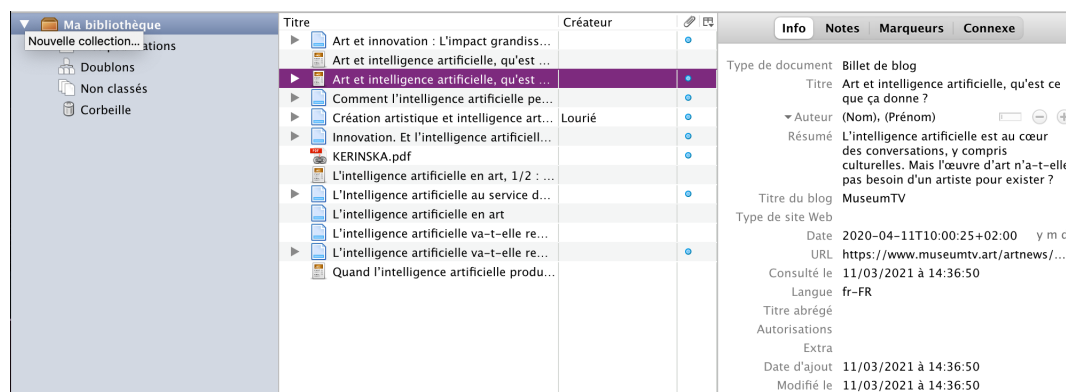 Ma bibliothèque
Nouvelle collection...
ations
Doublons
Non classés
Corbeille
Titre Créateur
Art et innovation : L'impact grandiss...
Art et intelligence artificielle, qu'est ...
Art et intelligence artificielle, qu'est ...
Comment l'intelligence artificielle pe...
Création artistique et intelligence art... Lourié
Innovation. Et l'intelligence artificiell...
KERINSKA.pdf
L'intelligence artificielle en art, 1/2 : ...
L'Intelligence artificielle au service d...
L'intelligence artificielle en art
L'intelligence artificielle va-t-elle re...
L'intelligence artificielle va-t-elle re...
Quand l'intelligence artificielle produ...
Info Notes Marqueurs Connexe
Type de document Billet de blog
Titre Art et intelligence artificielle, qu'est ce
que ça donne ?
Auteur (Nom), (Prénom)
Résumé L'intelligence artificielle est au cœur
des conversations, y compris
culturelles. Mais l'œuvre d'art n'a-t-elle
pas besoin d'un artiste pour exister ?
Titre du blog MuseumTV
Type de site Web
Date 2020-04-11T10:00:25+02:00 y m d
URL https://www.museumtv.art/artnews/...
Consulté le 11/03/2021 à 14:36:50
Langue fr-FR
Titre abrégé
Autorisations
Extra
Date d'ajout 11/03/2021 à 14:36:50
Modifié le 11/03/2021 à 14:36:50